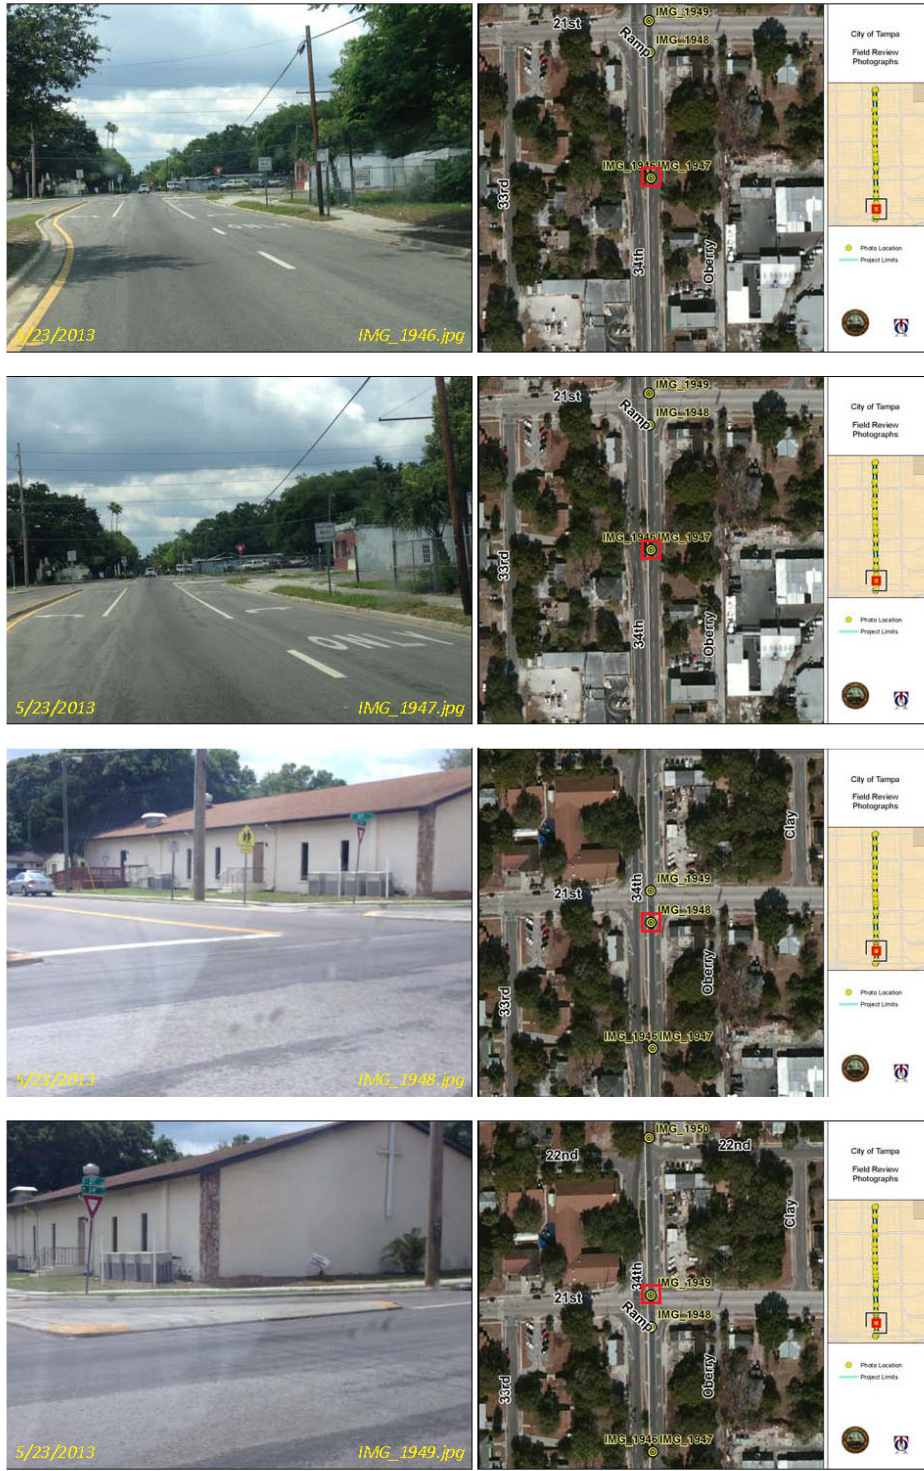 ONLY
5/23/2013
IMG_1946.jpg
21st
IMG_1949
Ramp
IMG_1948
IMG_1946
IMG_1947
33rd
34th
Oberry
City of Tampa
Field Review
Photographs
Photo Location
Project Limits
ONLY
5/23/2013
IMG_1947.jpg
21st
IMG_1949
Ramp
IMG_1948
IMG_1946
IMG_1947
33rd
34th
Oberry
City of Tampa
Field Review
Photographs
Photo Location
Project Limits
5/23/2013
IMG_1948.jpg
Clay
21st
34th
IMG_1949
IMG_1948
Oberry
33rd
IMG_1946
IMG_1947
City of Tampa
Field Review
Photographs
Photo Location
Project Limits
5/23/2013
IMG_1949.jpg
IMG_1950
22nd
22nd
Clay
34th
IMG_1949
21st
Ramp
IMG_1948
33rd
Oberry
IMG_1946
IMG_1947
City of Tampa
Field Review
Photographs
Photo Location
Project Limits